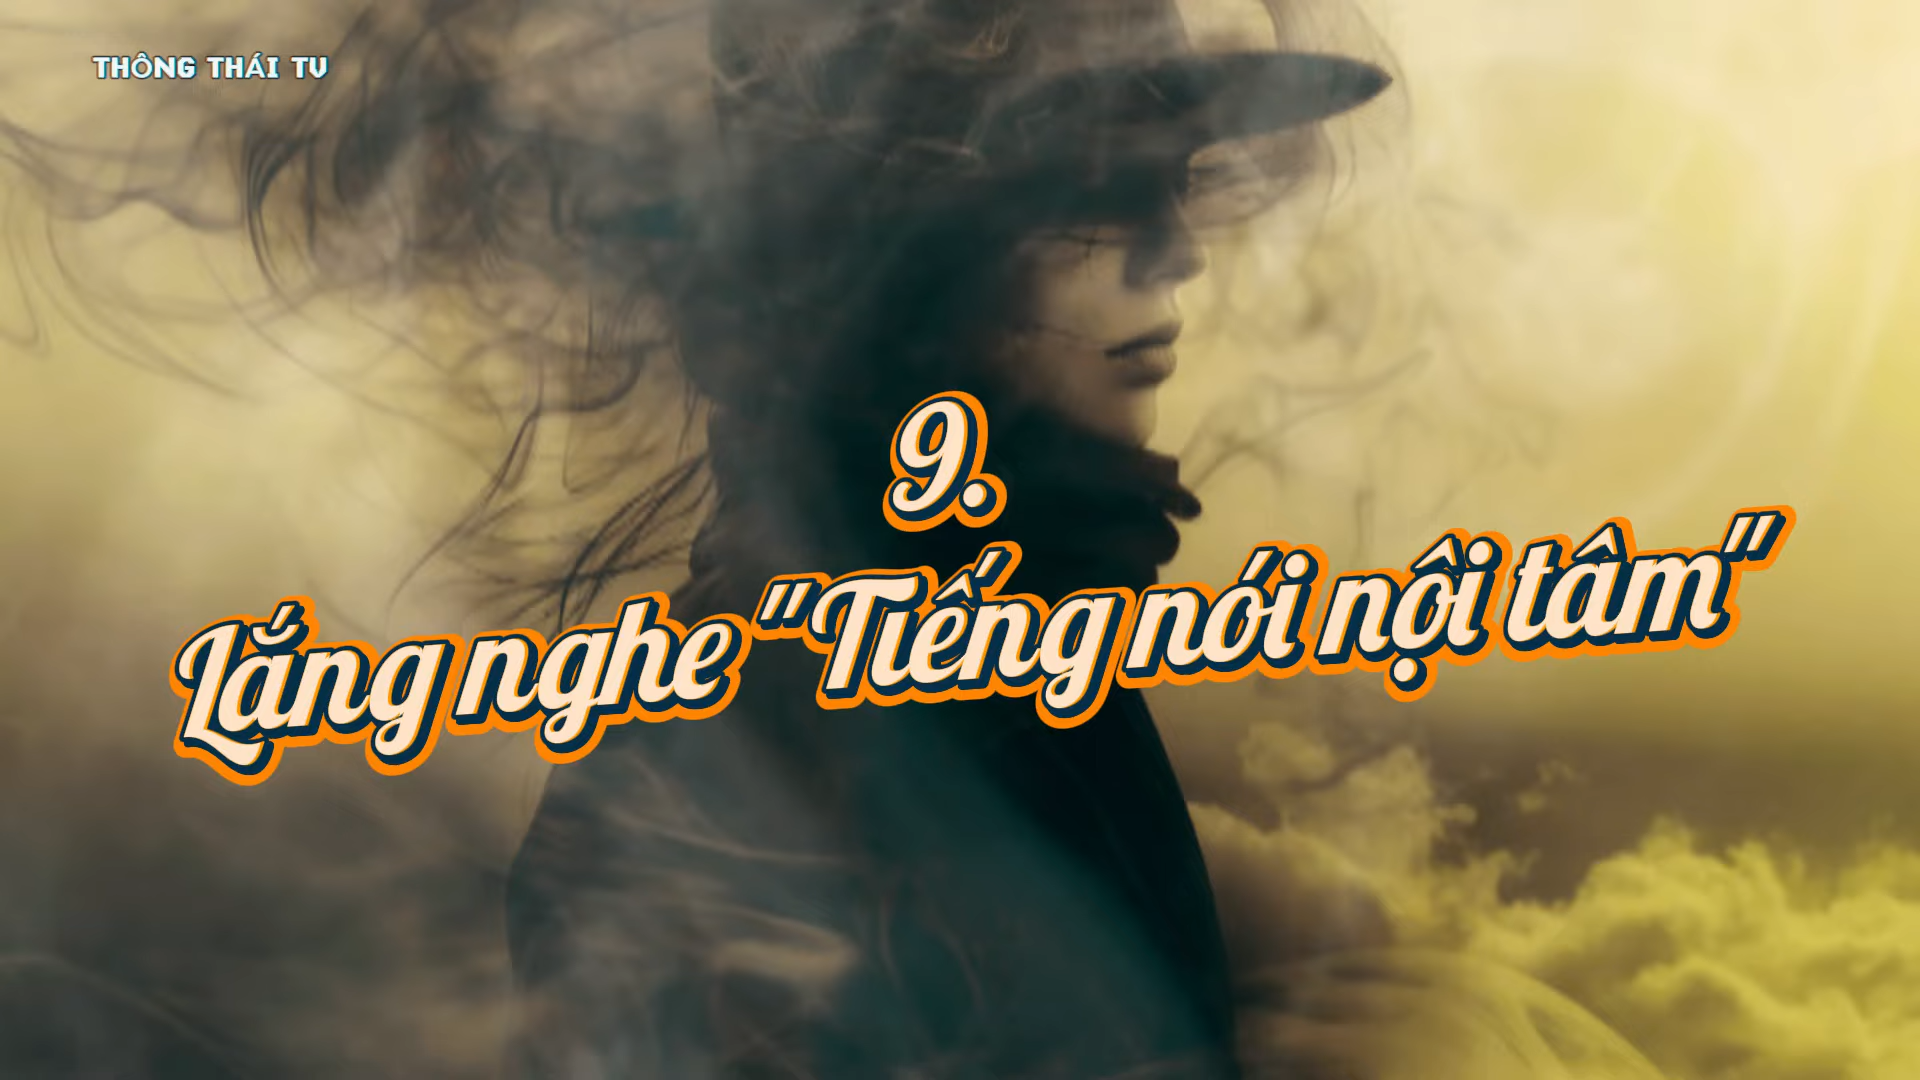 THÔNG THÁI TV
9.
Lắng nghe "Tiếng nói nội tâm"